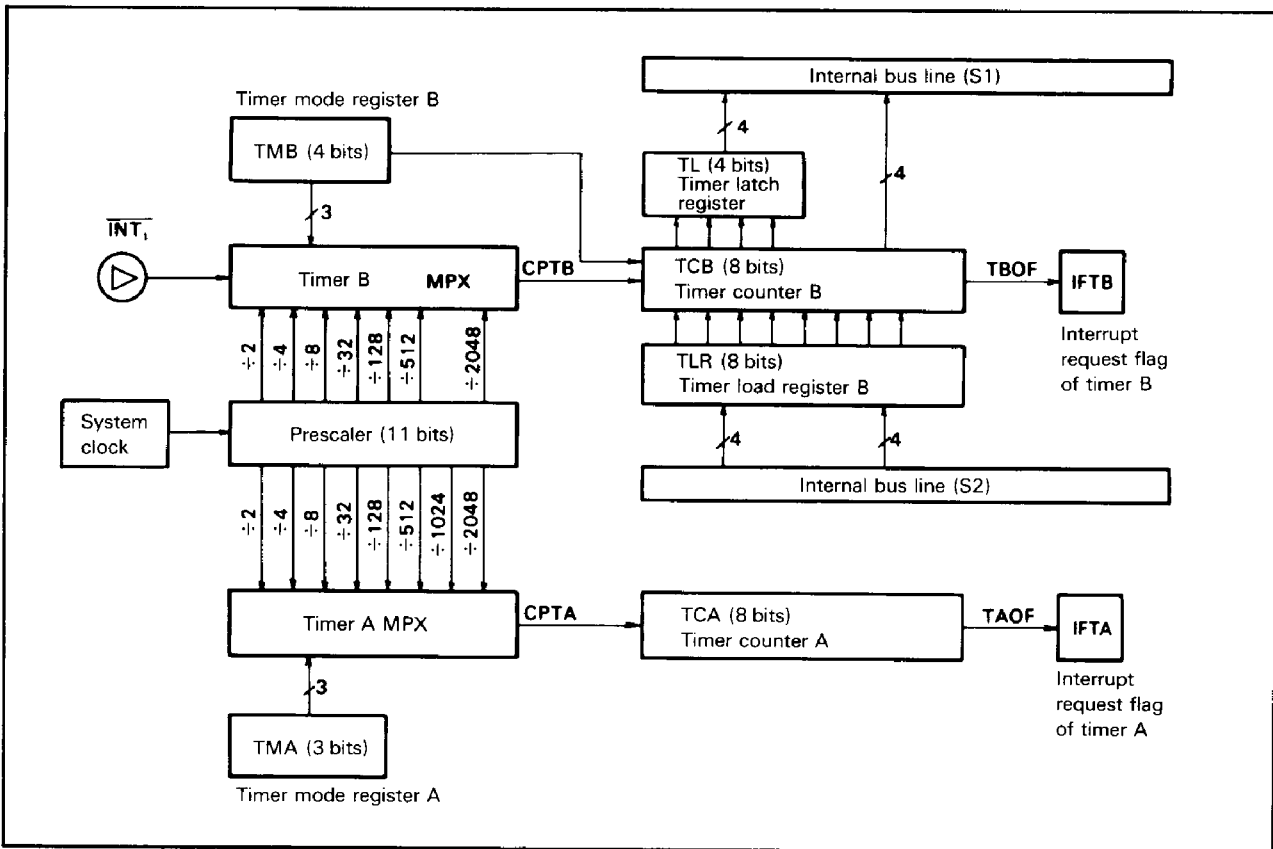 Internal bus line (S1)
Timer mode register B
TMB (4 bits)
4
TL (4 bits)
Timer latch
register
4
3
INT₁
Timer B MPX
CPTB
TCB (8 bits)
Timer counter B
TBOF
IFTB
Interrupt
request flag
of timer B
÷2
÷4
÷8
÷32
÷128
÷512
÷2048
TLR (8 bits)
Timer load register B
System
clock
Prescaler (11 bits)
4
4
Internal bus line (S2)
÷2
÷4
÷8
÷32
÷128
÷512
÷1024
÷2048
Timer A MPX
CPTA
TCA (8 bits)
Timer counter A
TAOF
IFTA
Interrupt
request flag
of timer A
3
TMA (3 bits)
Timer mode register A